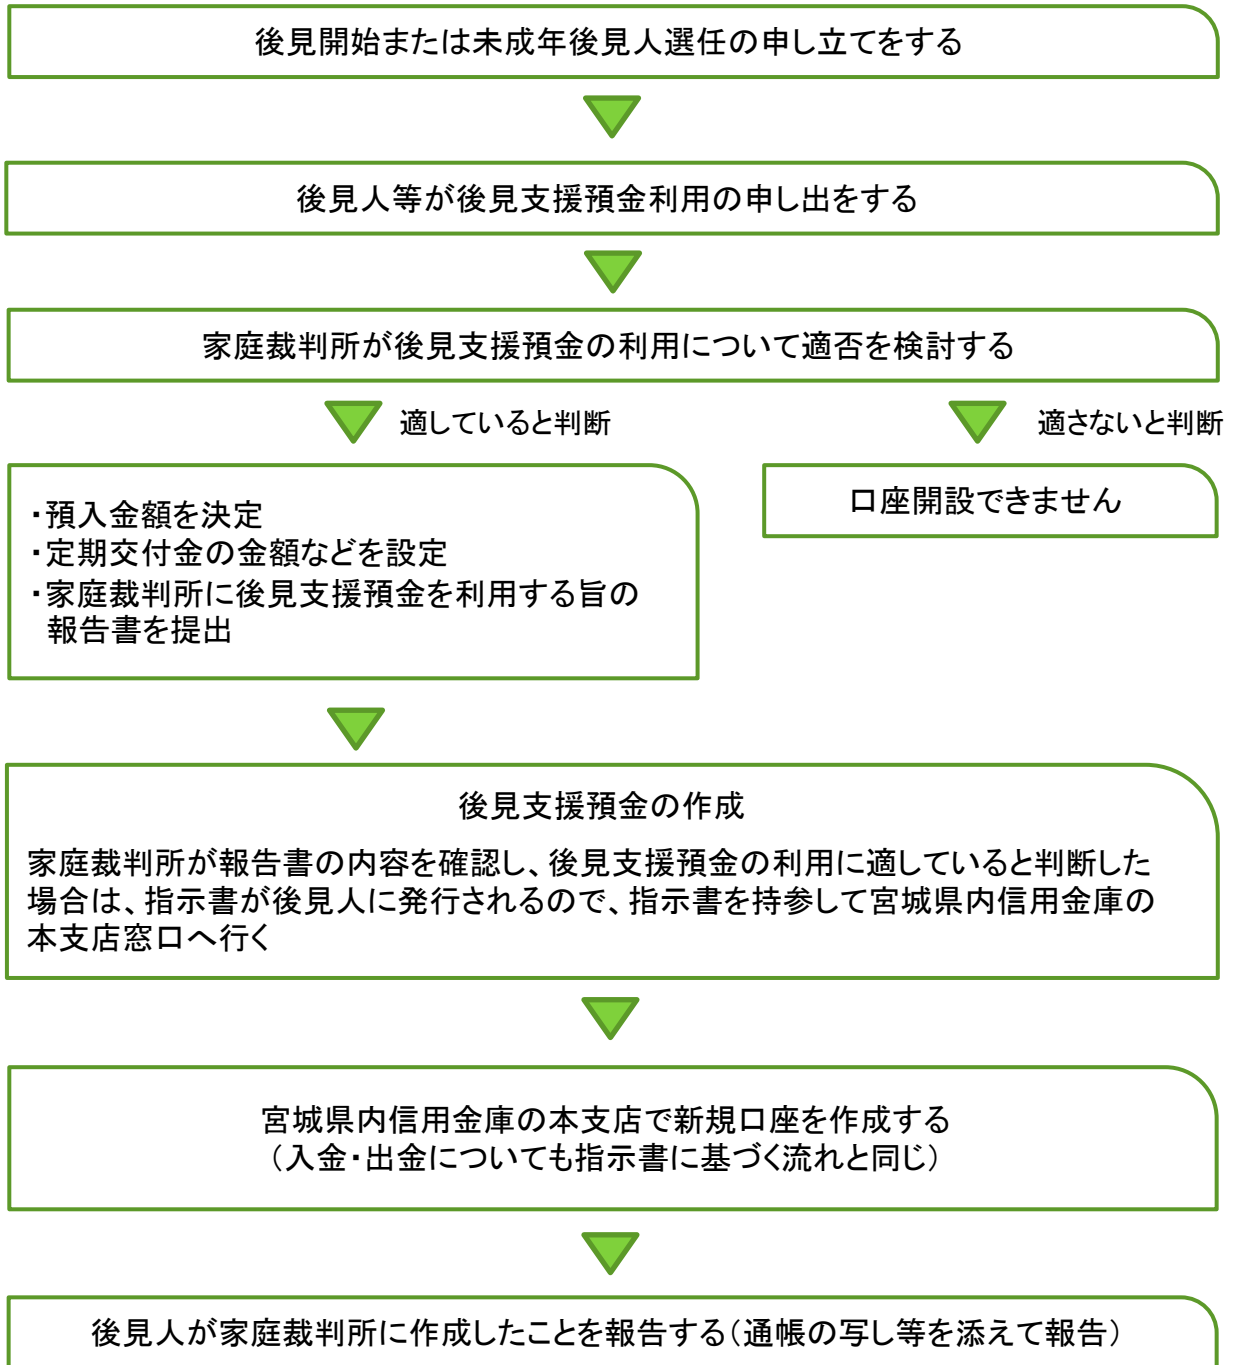 後見開始または未成年後見人選任の申し立てをする
後見人等が後見支援預金利用の申し出をする
家庭裁判所が後見支援預金の利用について適否を検討する
適していると判断
適さないと判断
・預入金額を決定
・定期交付金の金額などを設定
・家庭裁判所に後見支援預金を利用する旨の
報告書を提出
口座開設できません
後見支援預金の作成
家庭裁判所が報告書の内容を確認し、後見支援預金の利用に適していると判断した
場合は、指示書が後見人に発行されるので、指示書を持参して宮城県内信用金庫の
本支店窓口へ行く
宮城県内信用金庫の本支店で新規口座を作成する
（入金・出金についても指示書に基づく流れと同じ）
後見人が家庭裁判所に作成したことを報告する（通帳の写し等を添えて報告）